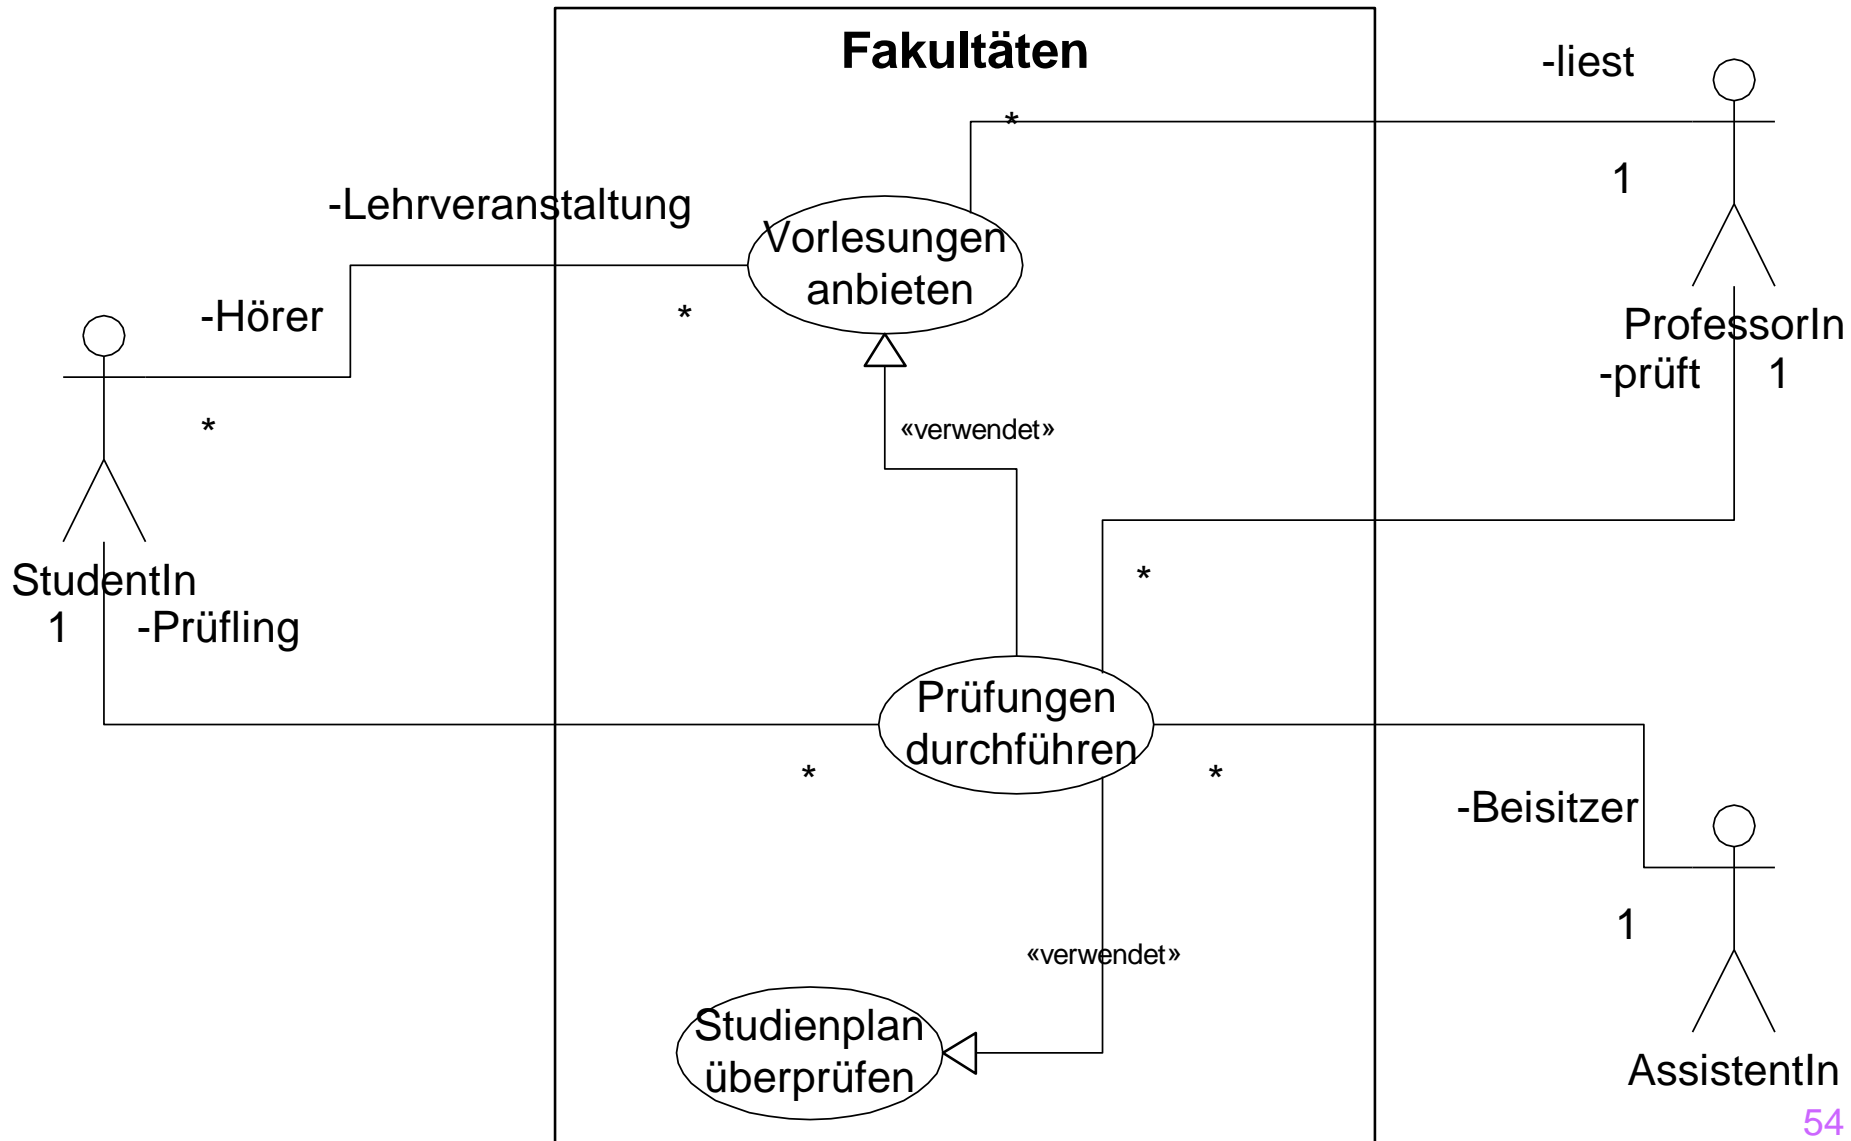 Fakultäten
-liest
*
1
-Lehrveranstaltung
Vorlesungen
anbieten
-Hörer
*
ProfessorIn
-prüft 1
*
«verwendet»
*
StudentIn
1 -Prüfling
Prüfungen
durchführen
*
*
-Beisitzer
1
«verwendet»
Studienplan
überprüfen
AssistentIn
54